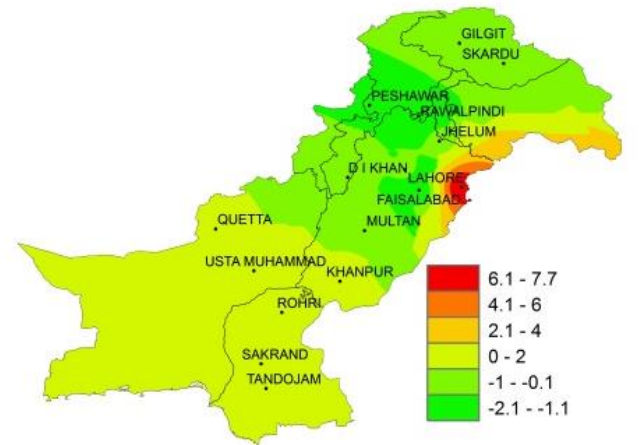 GILGIT
SKARDU
PESHAWAR
RAWALPINDI
JHELUM
D I KHAN
LAHORE
FAISALABAD
MULTAN
QUETTA
USTA MUHAMMAD
KHANPUR
ROHRI
SAKRAND
TANDOJAM
6.1 - 7.7
4.1 - 6
2.1 - 4
0 - 2
-1 - -0.1
-2.1 - -1.1